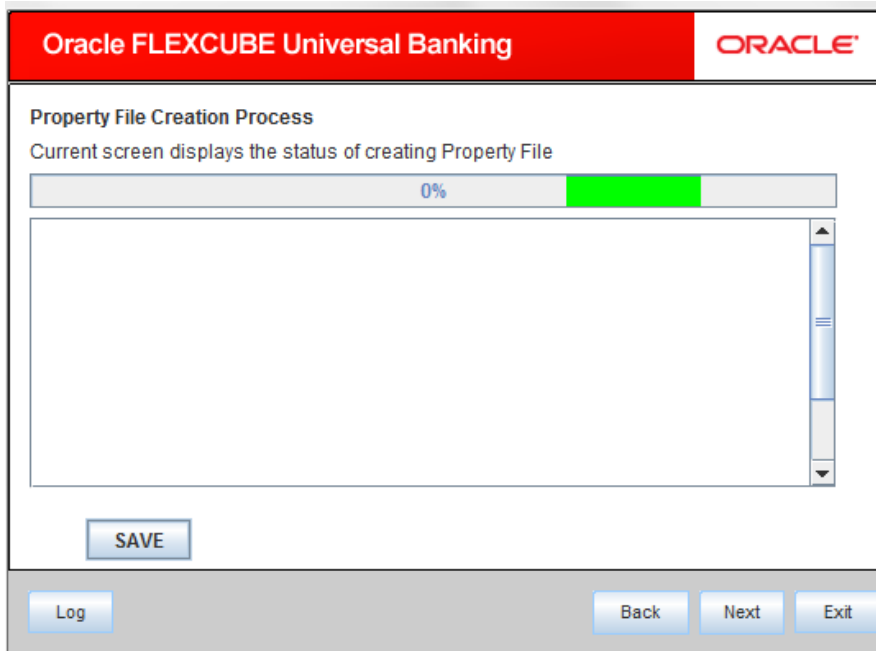 Oracle FLEXCUBE Universal Banking
ORACLE
Property File Creation Process
Current screen displays the status of creating Property File
0%
SAVE
Log Back Next Exit